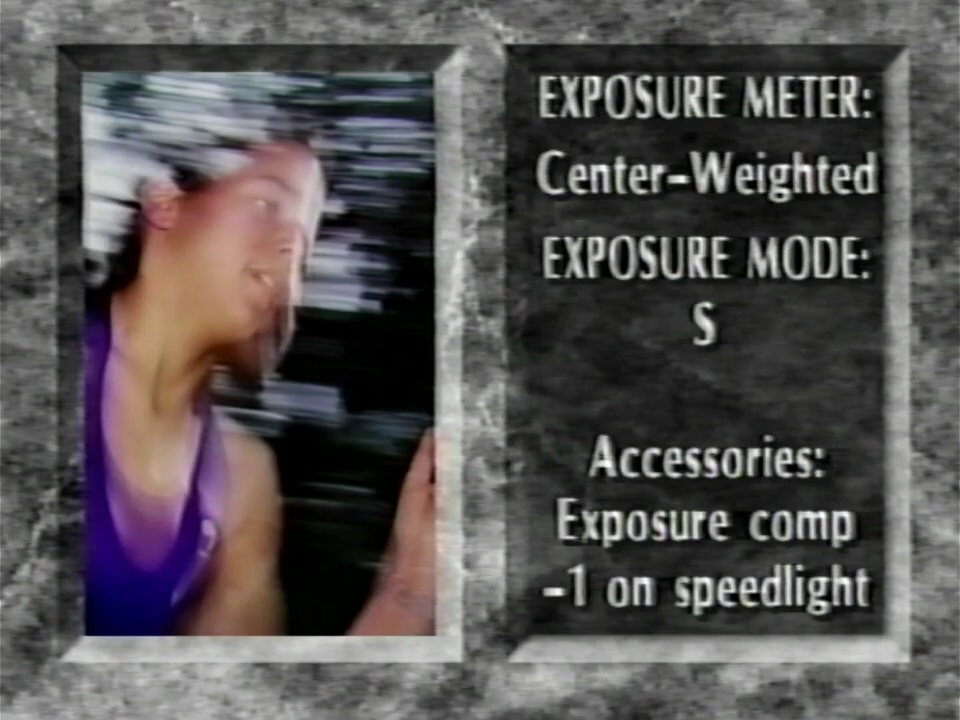 EXPOSURE METER:
Center-Weighted
EXPOSURE MODE:
S
Accessories:
Exposure comp
-1 on speedlight